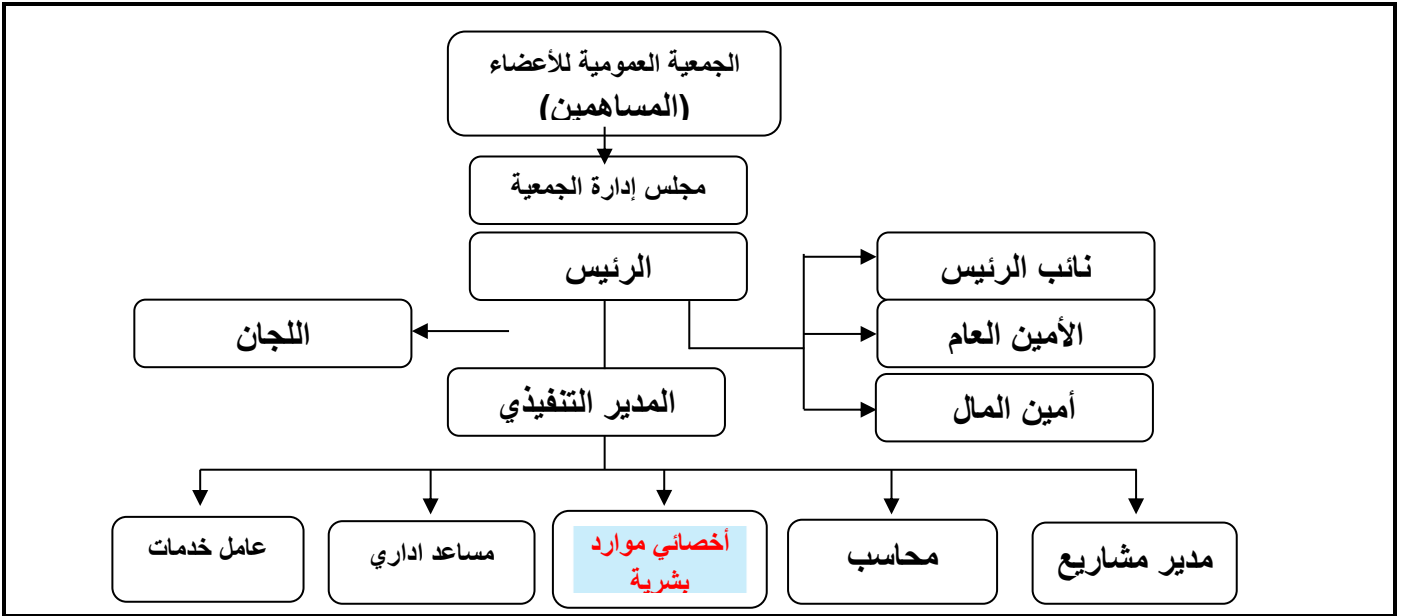 الجمعية العمومية للأعضاء
(المساهمين)
مجلس إدارة الجمعية
الرئيس
نائب الرئيس
الأمين العام
اللجان
أمين المال
المدير التنفيذي
مدير مشاريع
محاسب
أخصائي موارد
بشرية
مساعد اداري
عامل خدمات